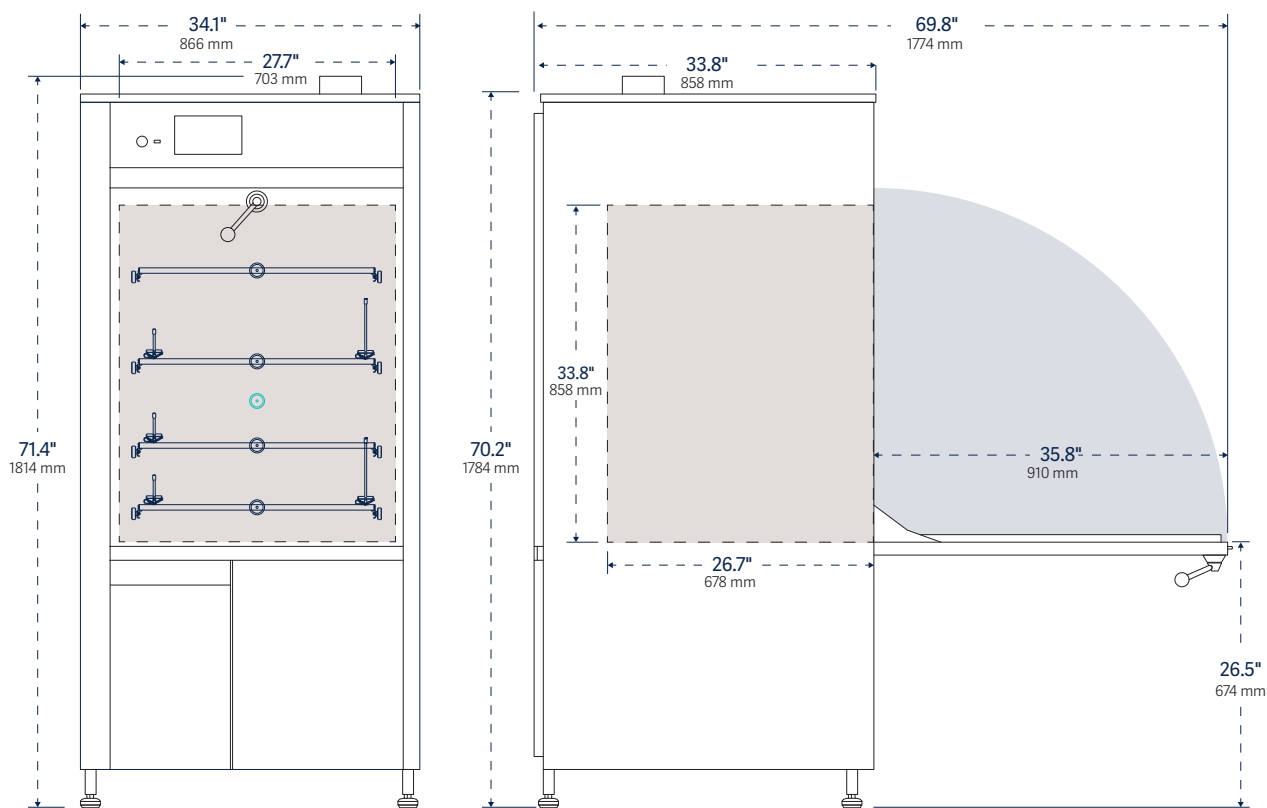 34.1"
866 mm
27.7"
703 mm
71.4"
1814 mm
69.8"
1774 mm
33.8"
858 mm
33.8"
858 mm
70.2"
1784 mm
35.8"
910 mm
26.7"
678 mm
26.5"
674 mm